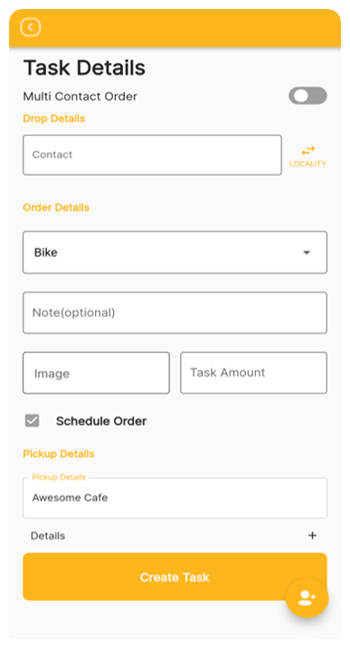 Task Details
Multi Contact Order
Drop Details
Contact
LOCALITY
Order Details
Bike
Note(optional)
Image
Task Amount
Schedule Order
Pickup Details
Pickup Details
Awesome Cafe
Details +
Create Task